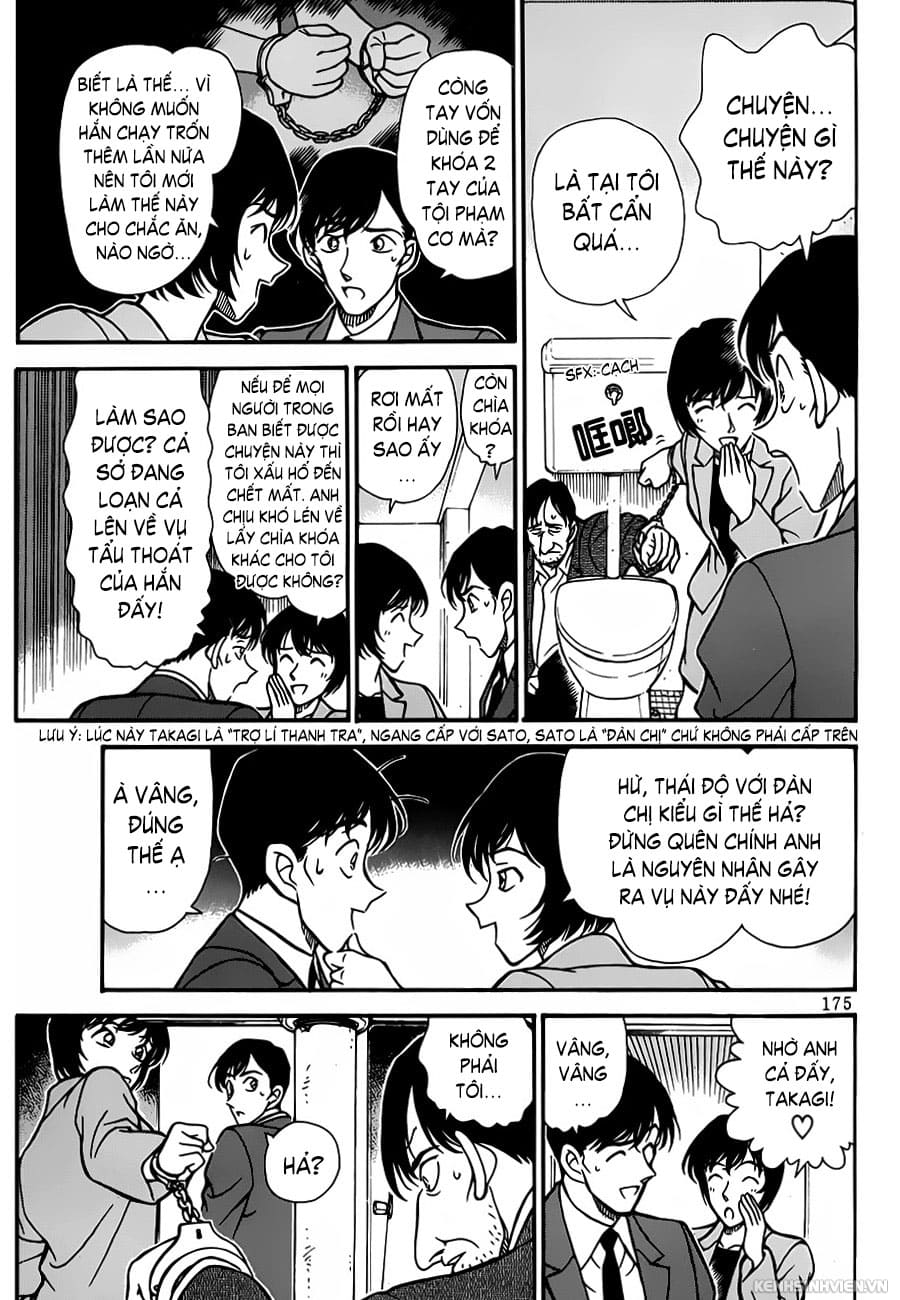 CHUYỆN...
CHUYỆN GÌ
THẾ NÀY?
LÀ TẠI TÔI
BẤT CẨN
QUÁ...
SFX: CẠCH
哐啷
CÒNG
TAY VỐN
DÙNG ĐỂ
KHÓA 2
TAY CỦA
TỘI PHẠM
CƠ MÀ?
BIẾT LÀ THẾ... VÌ
KHÔNG MUỐN
HẮN CHẠY TRỐN
THÊM LẦN NỮA
NÊN TÔI MỚI
LÀM THẾ NÀY
CHO CHẮC ĂN,
NÀO NGỜ...
CÒN
CHÌA
KHÓA
?
RƠI MẤT
RỒI HAY
SAO ẤY
...
NẾU ĐỂ MỌI
NGƯỜI TRONG
BAN BIẾT ĐƯỢC
CHUYỆN NÀY THÌ
TÔI XẤU HỔ ĐẾN
CHẾT MẤT. ANH
CHỊU KHÓ LÉN VỀ
LẤY CHÌA KHÓA
KHÁC CHO TÔI
ĐƯỢC KHÔNG?
LÀM SAO
ĐƯỢC? CẢ
SỞ ĐANG
LOẠN CẢ
LÊN VỀ VỤ
TẨU THOÁT
CỦA HẮN
ĐẤY!
LƯU Ý: LÚC NÀY TAKAGI LÀ "TRỢ LÍ THANH TRA", NGANG CẤP VỚI SATO, SATO LÀ "ĐÀN CHỊ" CHỨ KHÔNG PHẢI CẤP TRÊN
HỪ, THÁI ĐỘ VỚI ĐÀN
CHỊ KIỂU GÌ THẾ HẢ?
ĐỪNG QUÊN CHÍNH ANH
LÀ NGUYÊN NHÂN GÂY
RA VỤ NÀY ĐẤY NHÉ!
À VÂNG,
ĐÚNG
THẾ Ạ
...
175
NHỜ ANH
CẢ ĐẤY,
TAKAGI!
♡
VÂNG,
VÂNG
...
KHÔNG
PHẢI
TÔI...
HẢ?
KENHSINHVIEN.VN